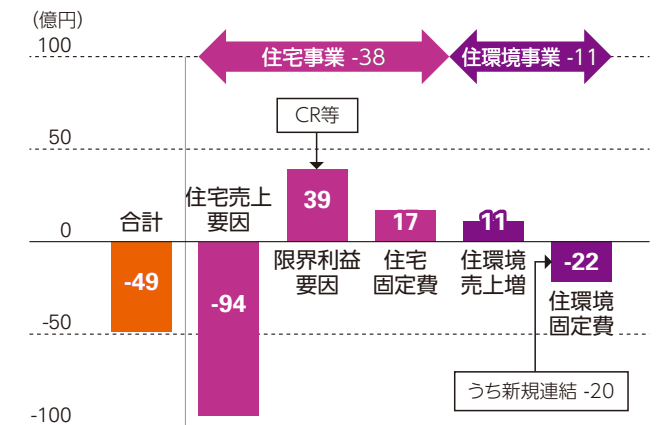 (億円)
100
50
0
-50
-100
住宅事業 -38
住環境事業 -11
CR等
合計
-49
住宅売上
要因
-94
39
限界利益
要因
17
住宅
固定費
11
住環境
売上増
-22
住環境
固定費
うち新規連結 -20